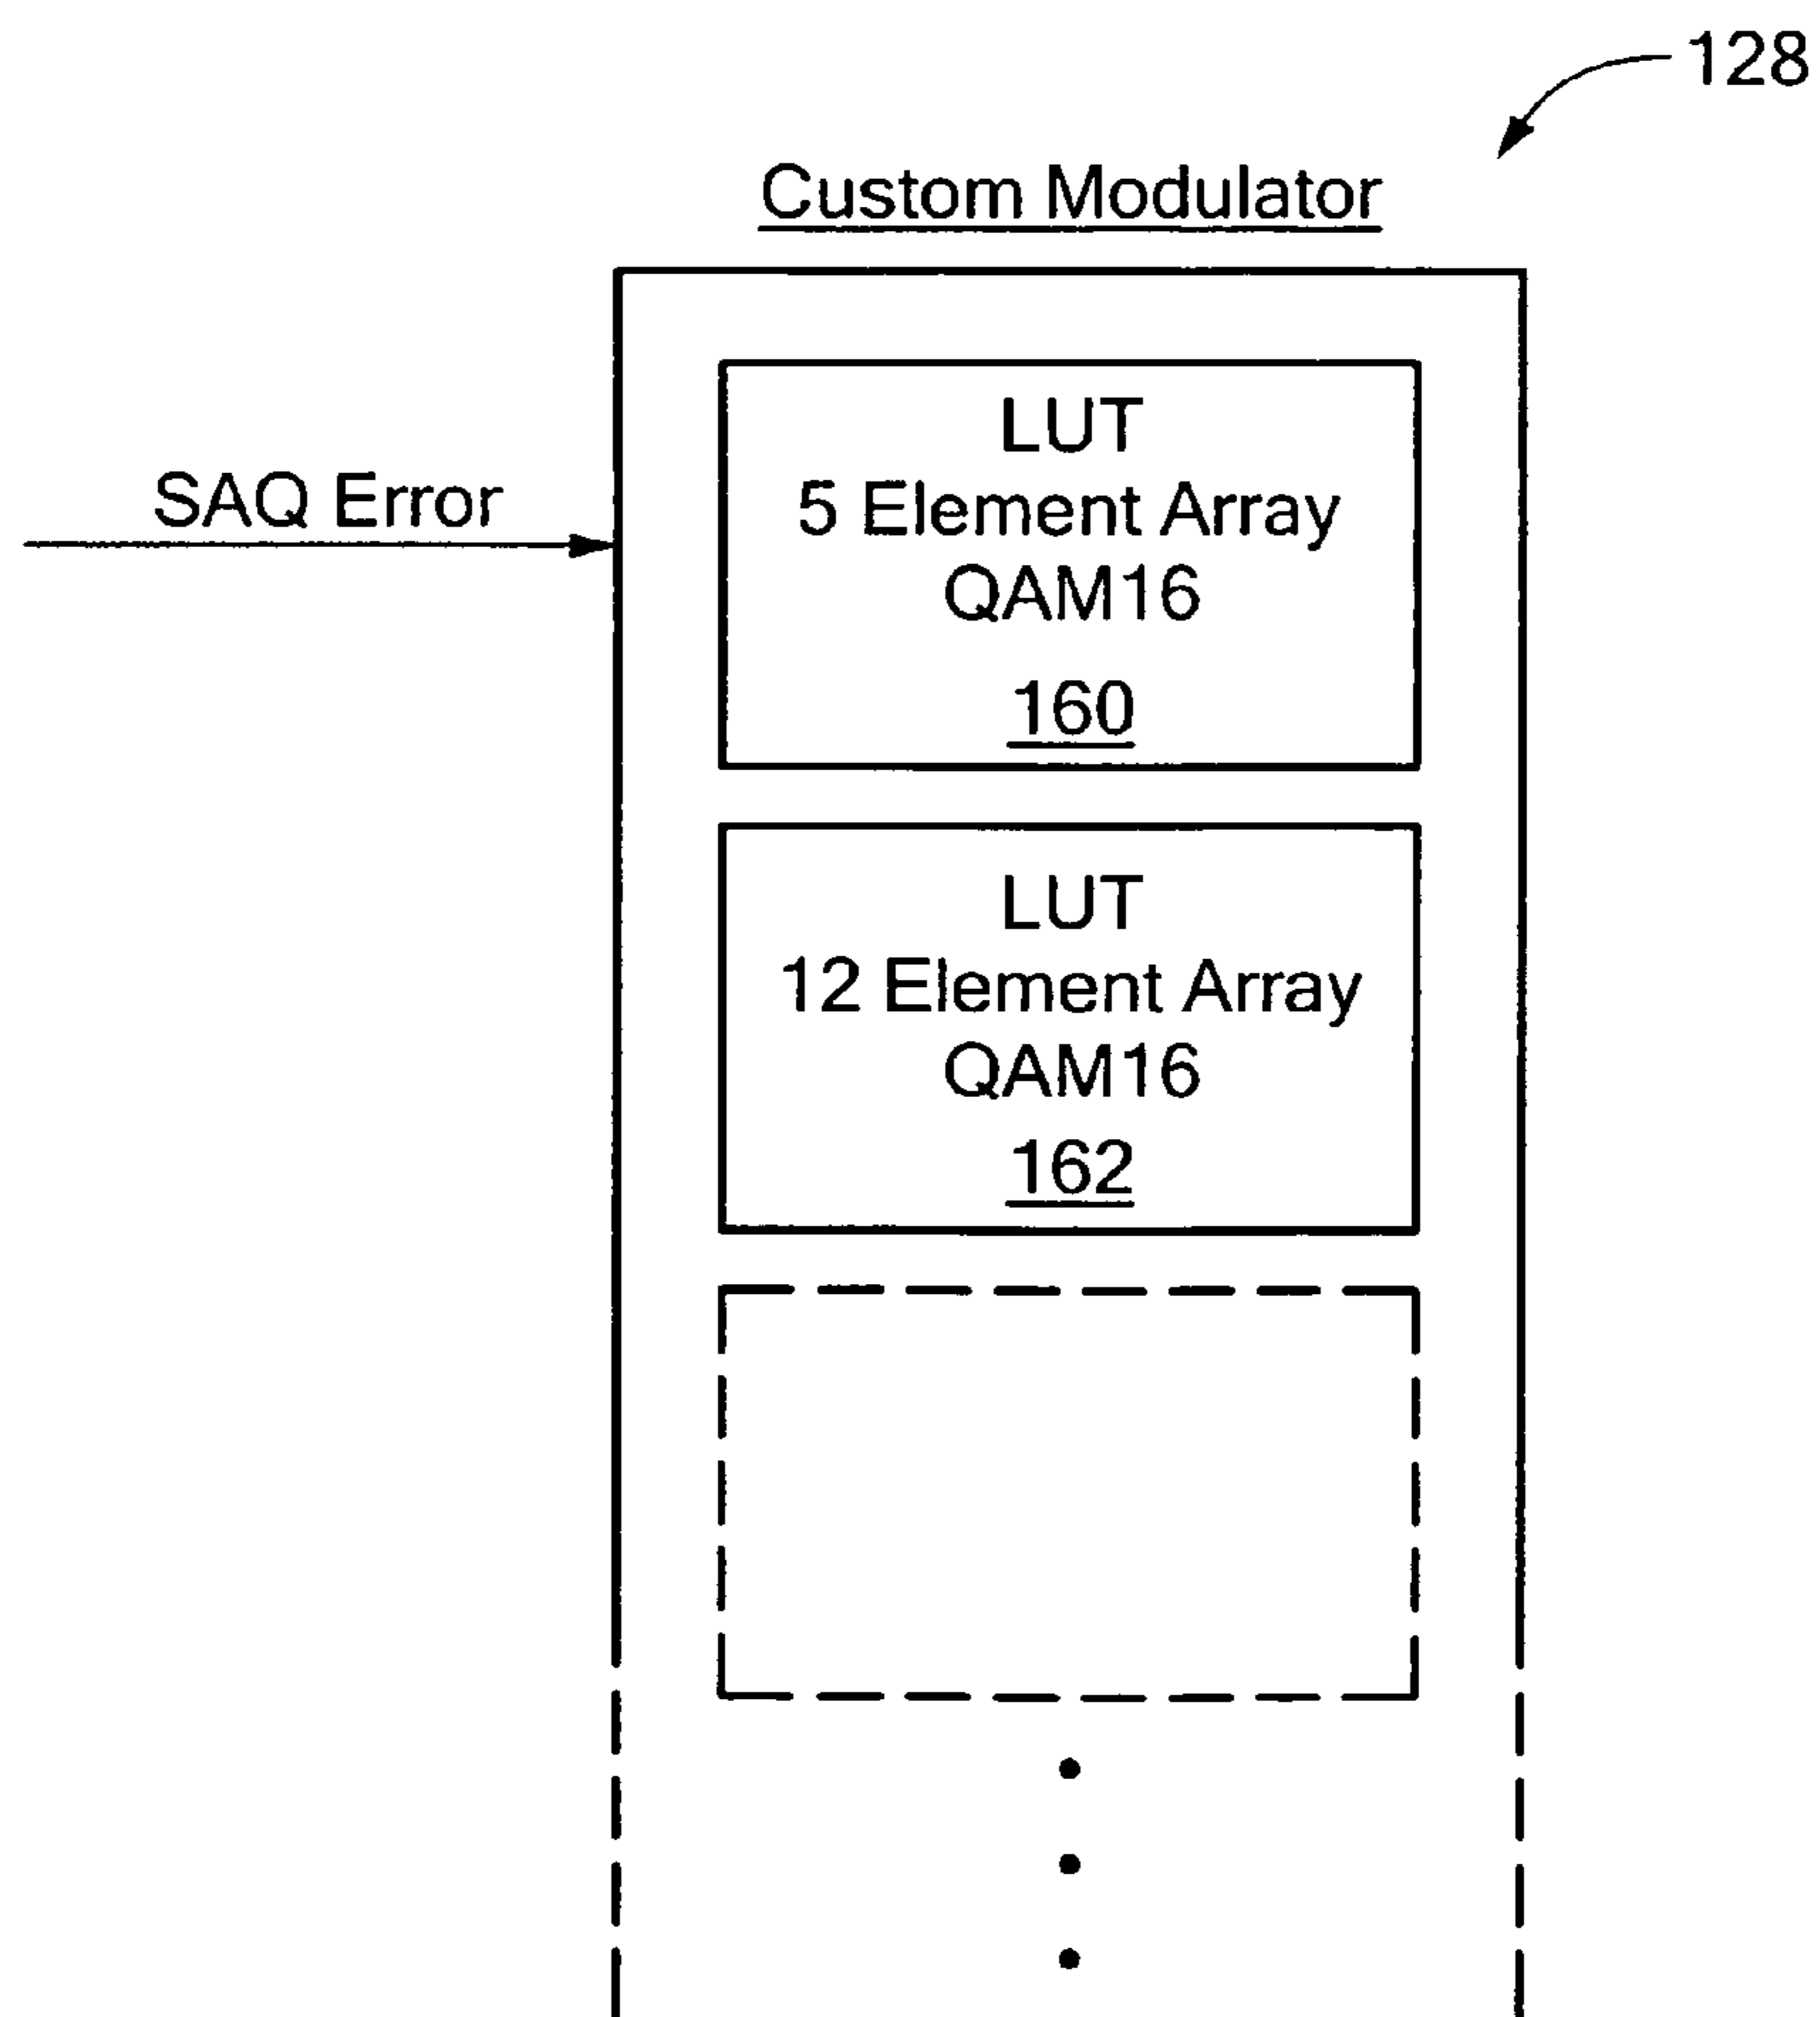 128
Custom Modulator
SAQ Error
LUT
5 Element Array
QAM16
160
LUT
12 Element Array
QAM16
162